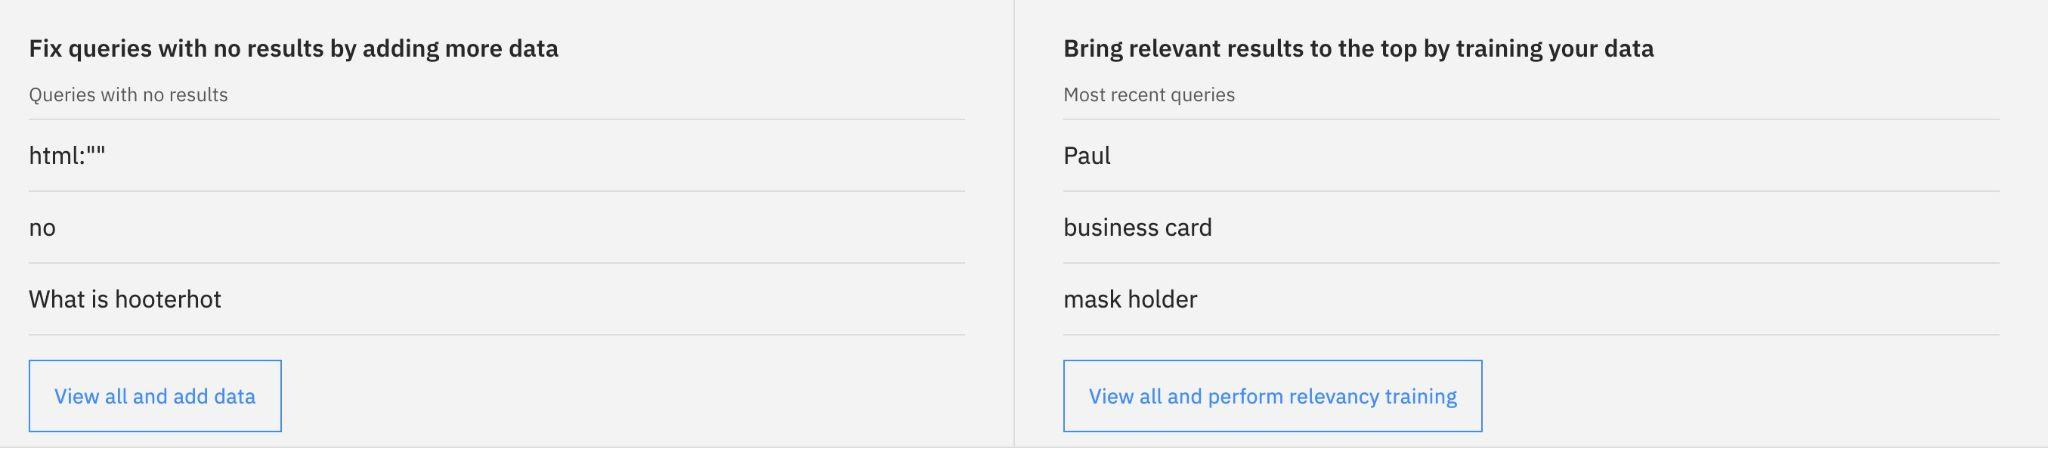 Fix queries with no results by adding more data
Queries with no results
html:""
no
What is hooterhot
View all and add data
Bring relevant results to the top by training your data
Most recent queries
Paul
business card
mask holder
View all and perform relevancy training